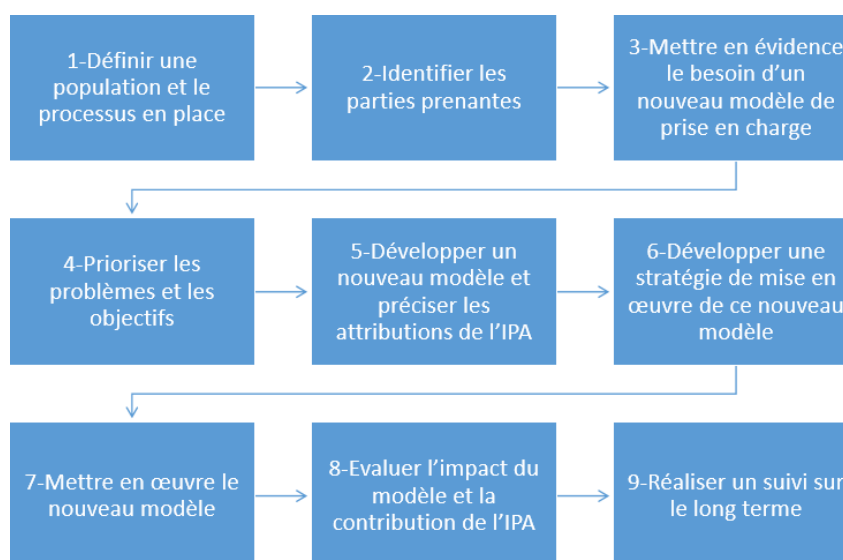 1-Définir une
population et le
processus en place
2-Identifier les
parties prenantes
3-Mettre en évidence
le besoin d'un
nouveau modèle de
prise en charge
4-Prioriser les
problèmes et les
objectifs
5-Développer un
nouveau modèle et
préciser les
attributions de l'IPA
6-Développer une
stratégie de mise en
œuvre de ce nouveau
modèle
7-Mettre en œuvre le
nouveau modèle
8-Evaluer l'impact du
modèle et la
contribution de l'IPA
9-Réaliser un suivi sur
le long terme